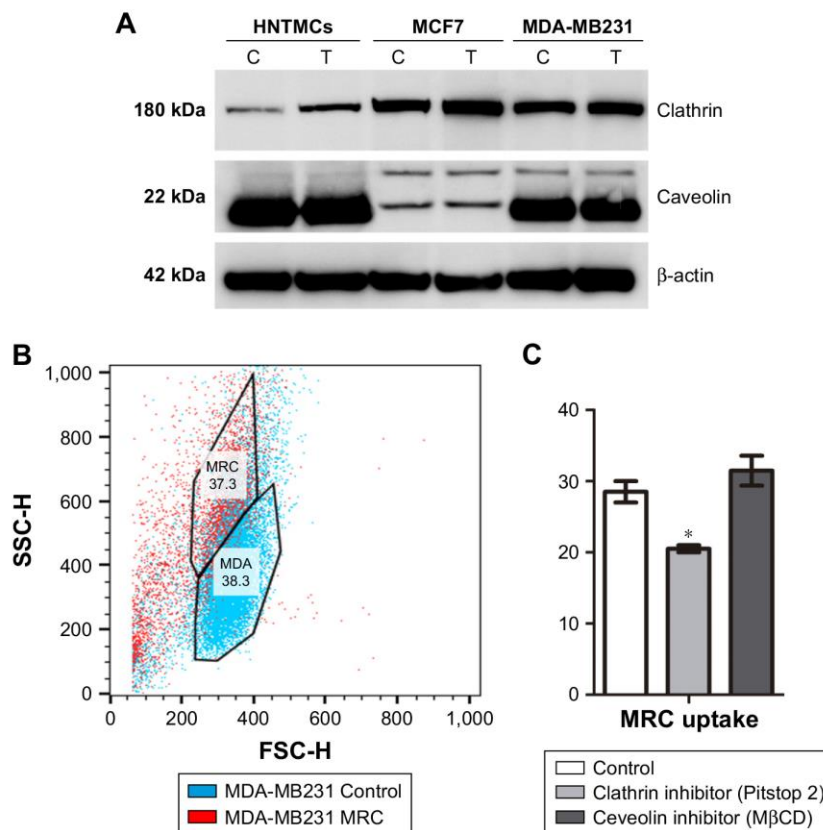 A
HNTMCs MCF7 MDA-MB231
C T C T C T
180 kDa Clathrin
22 kDa Caveolin
42 kDa β-actin
B
1,000
800
600
400
200
0
SSC-H
MRC
37.3
MDA
38.3
0 200 400 600 800 1,000
FSC-H
MDA-MB231 Control
MDA-MB231 MRC
C
40
30
20
10
0
*
MRC uptake
Control
Clathrin inhibitor (Pitstop 2)
Ceveolin inhibitor (MβCD)